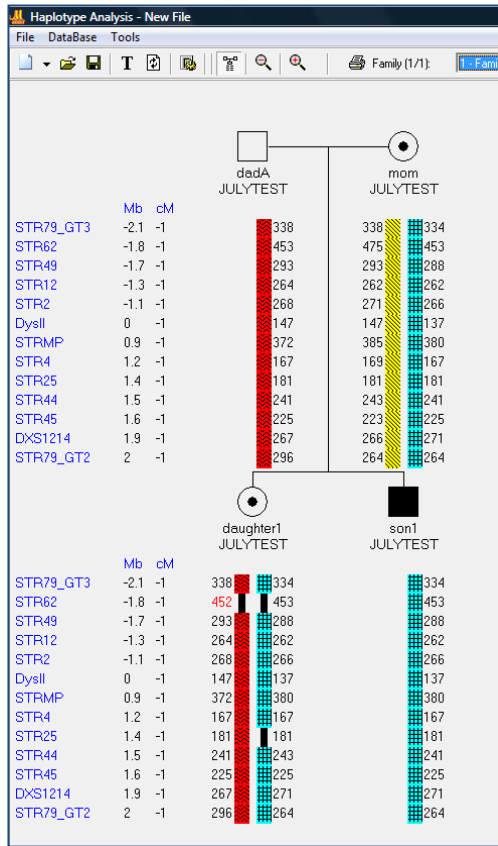 Haplotype Analysis - New File
File DataBase Tools
T Family (1/1): 1 - Fami
dadA mom
JULYTEST JULYTEST
Mb cM
STR79_GT3 -2.1 -1 338 338 334
STR62 -1.8 -1 453 475 453
STR49 -1.7 -1 293 293 288
STR12 -1.3 -1 264 262 262
STR2 -1.1 -1 268 271 266
DysII 0 -1 147 147 137
STRMP 0.9 -1 372 385 380
STR4 1.2 -1 167 169 167
STR25 1.4 -1 181 181 181
STR44 1.5 -1 241 243 241
STR45 1.6 -1 225 223 225
DXS1214 1.9 -1 267 266 271
STR79_GT2 2 -1 296 264 264
daughter1 son1
JULYTEST JULYTEST
Mb cM
STR79_GT3 -2.1 -1 338 334 334
STR62 -1.8 -1 452 453 453
STR49 -1.7 -1 293 288 288
STR12 -1.3 -1 264 262 262
STR2 -1.1 -1 268 266 266
DysII 0 -1 147 137 137
STRMP 0.9 -1 372 380 380
STR4 1.2 -1 167 167 167
STR25 1.4 -1 181 181 181
STR44 1.5 -1 241 243 241
STR45 1.6 -1 225 225 225
DXS1214 1.9 -1 267 271 271
STR79_GT2 2 -1 296 264 264